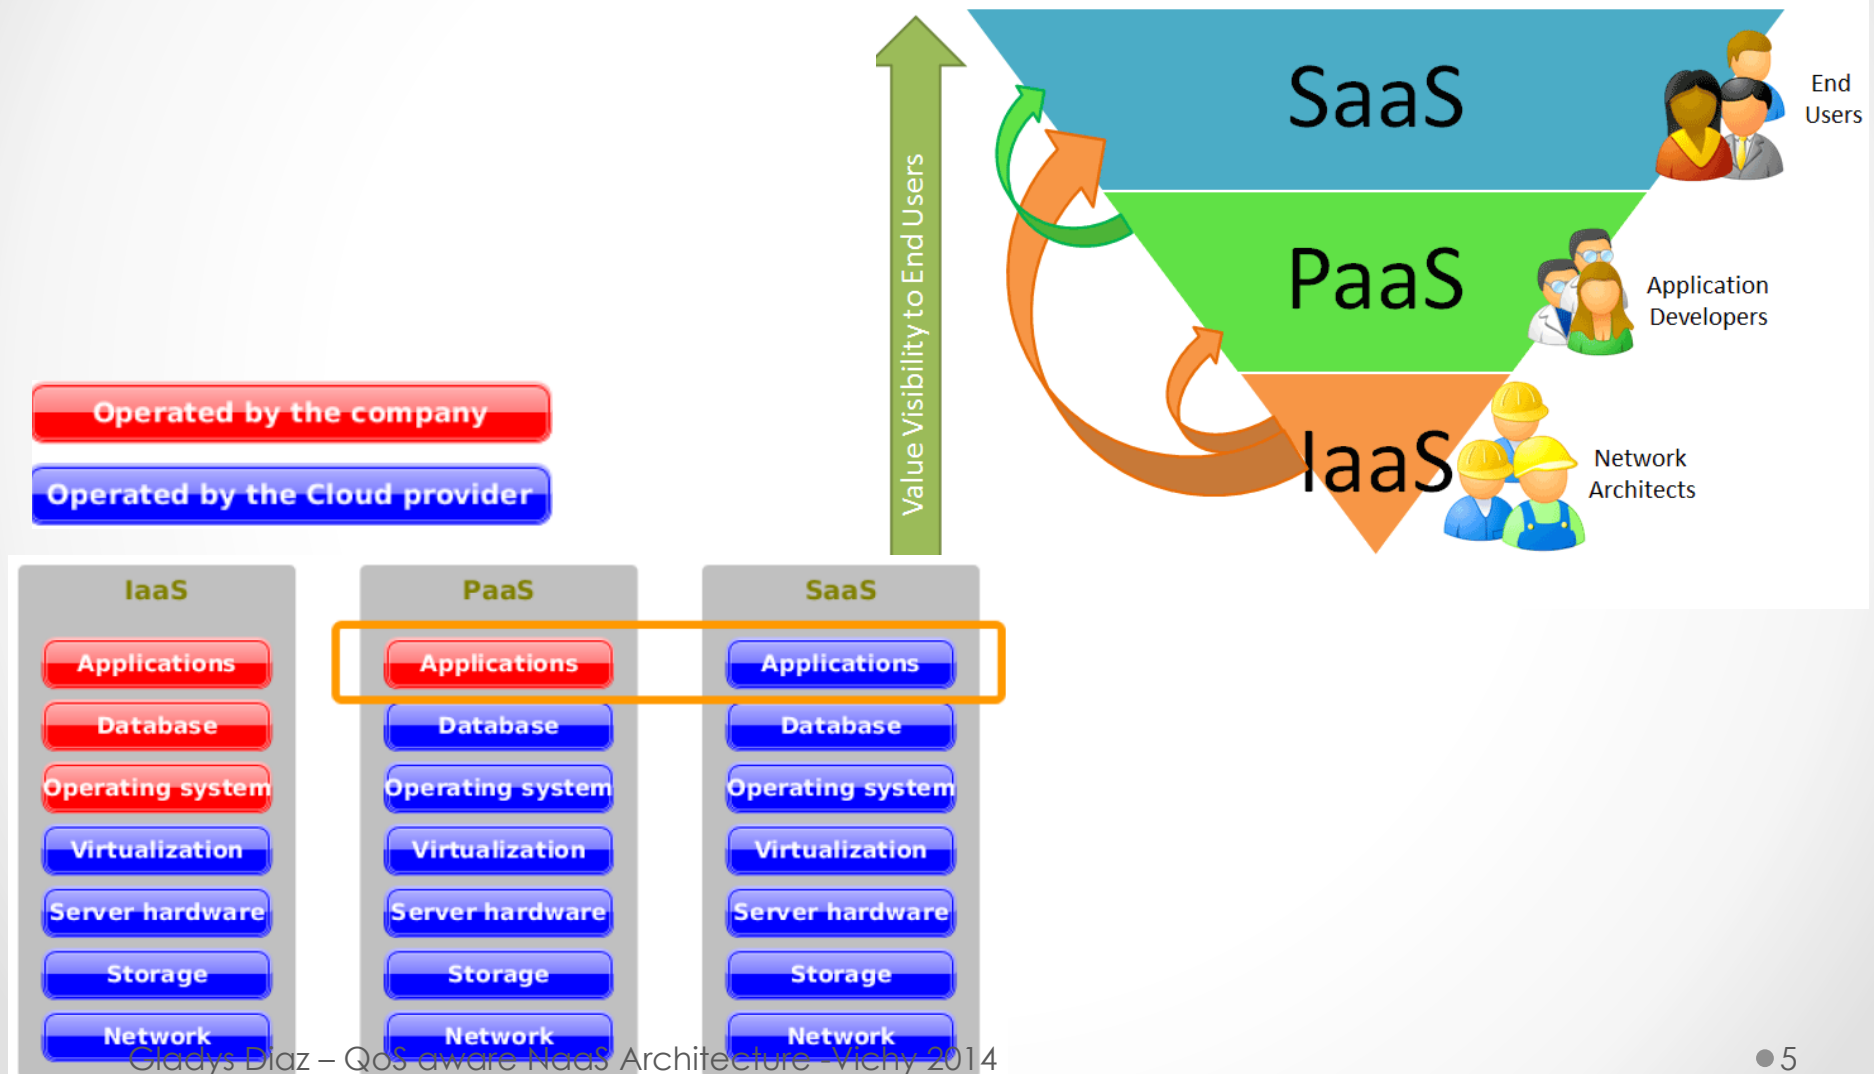 SaaS
End
Users
PaaS
Application
Developers
IaaS
Network
Architects
Value Visibility to End Users
Operated by the company
Operated by the Cloud provider
IaaS
Applications
Database
Operating system
Virtualization
Server hardware
Storage
Network
PaaS
Applications
Database
Operating system
Virtualization
Server hardware
Storage
Network
SaaS
Applications
Database
Operating system
Virtualization
Server hardware
Storage
Network
Gladys Diaz – QoS aware NaaS Architecture -Vichy 2014
5